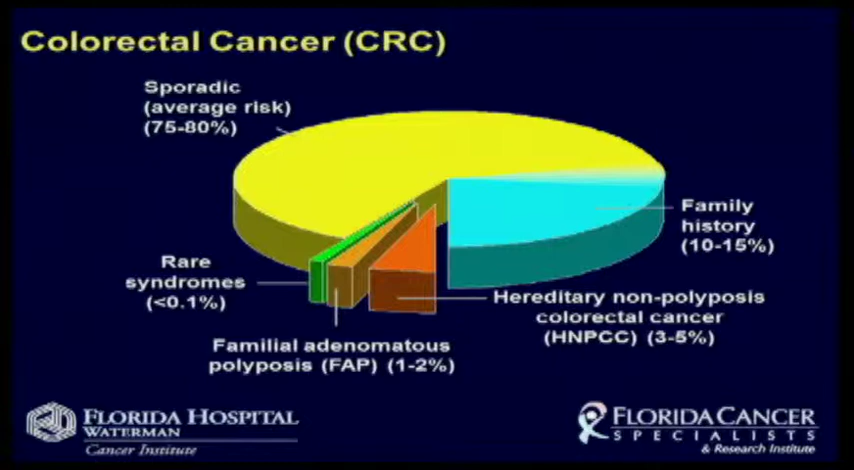 Colorectal Cancer (CRC)
Sporadic
(average risk)
(75-80%)
Family
history
(10-15%)
Rare
syndromes
(<0.1%)
Hereditary non-polyposis
colorectal cancer
(HNPCC) (3-5%)
Familial adenomatous
polyposis (FAP) (1-2%)
FLORIDA HOSPITAL
WATERMAN
Cancer Institute
FLORIDA CANCER
SPECIALISTS
& Research Institute